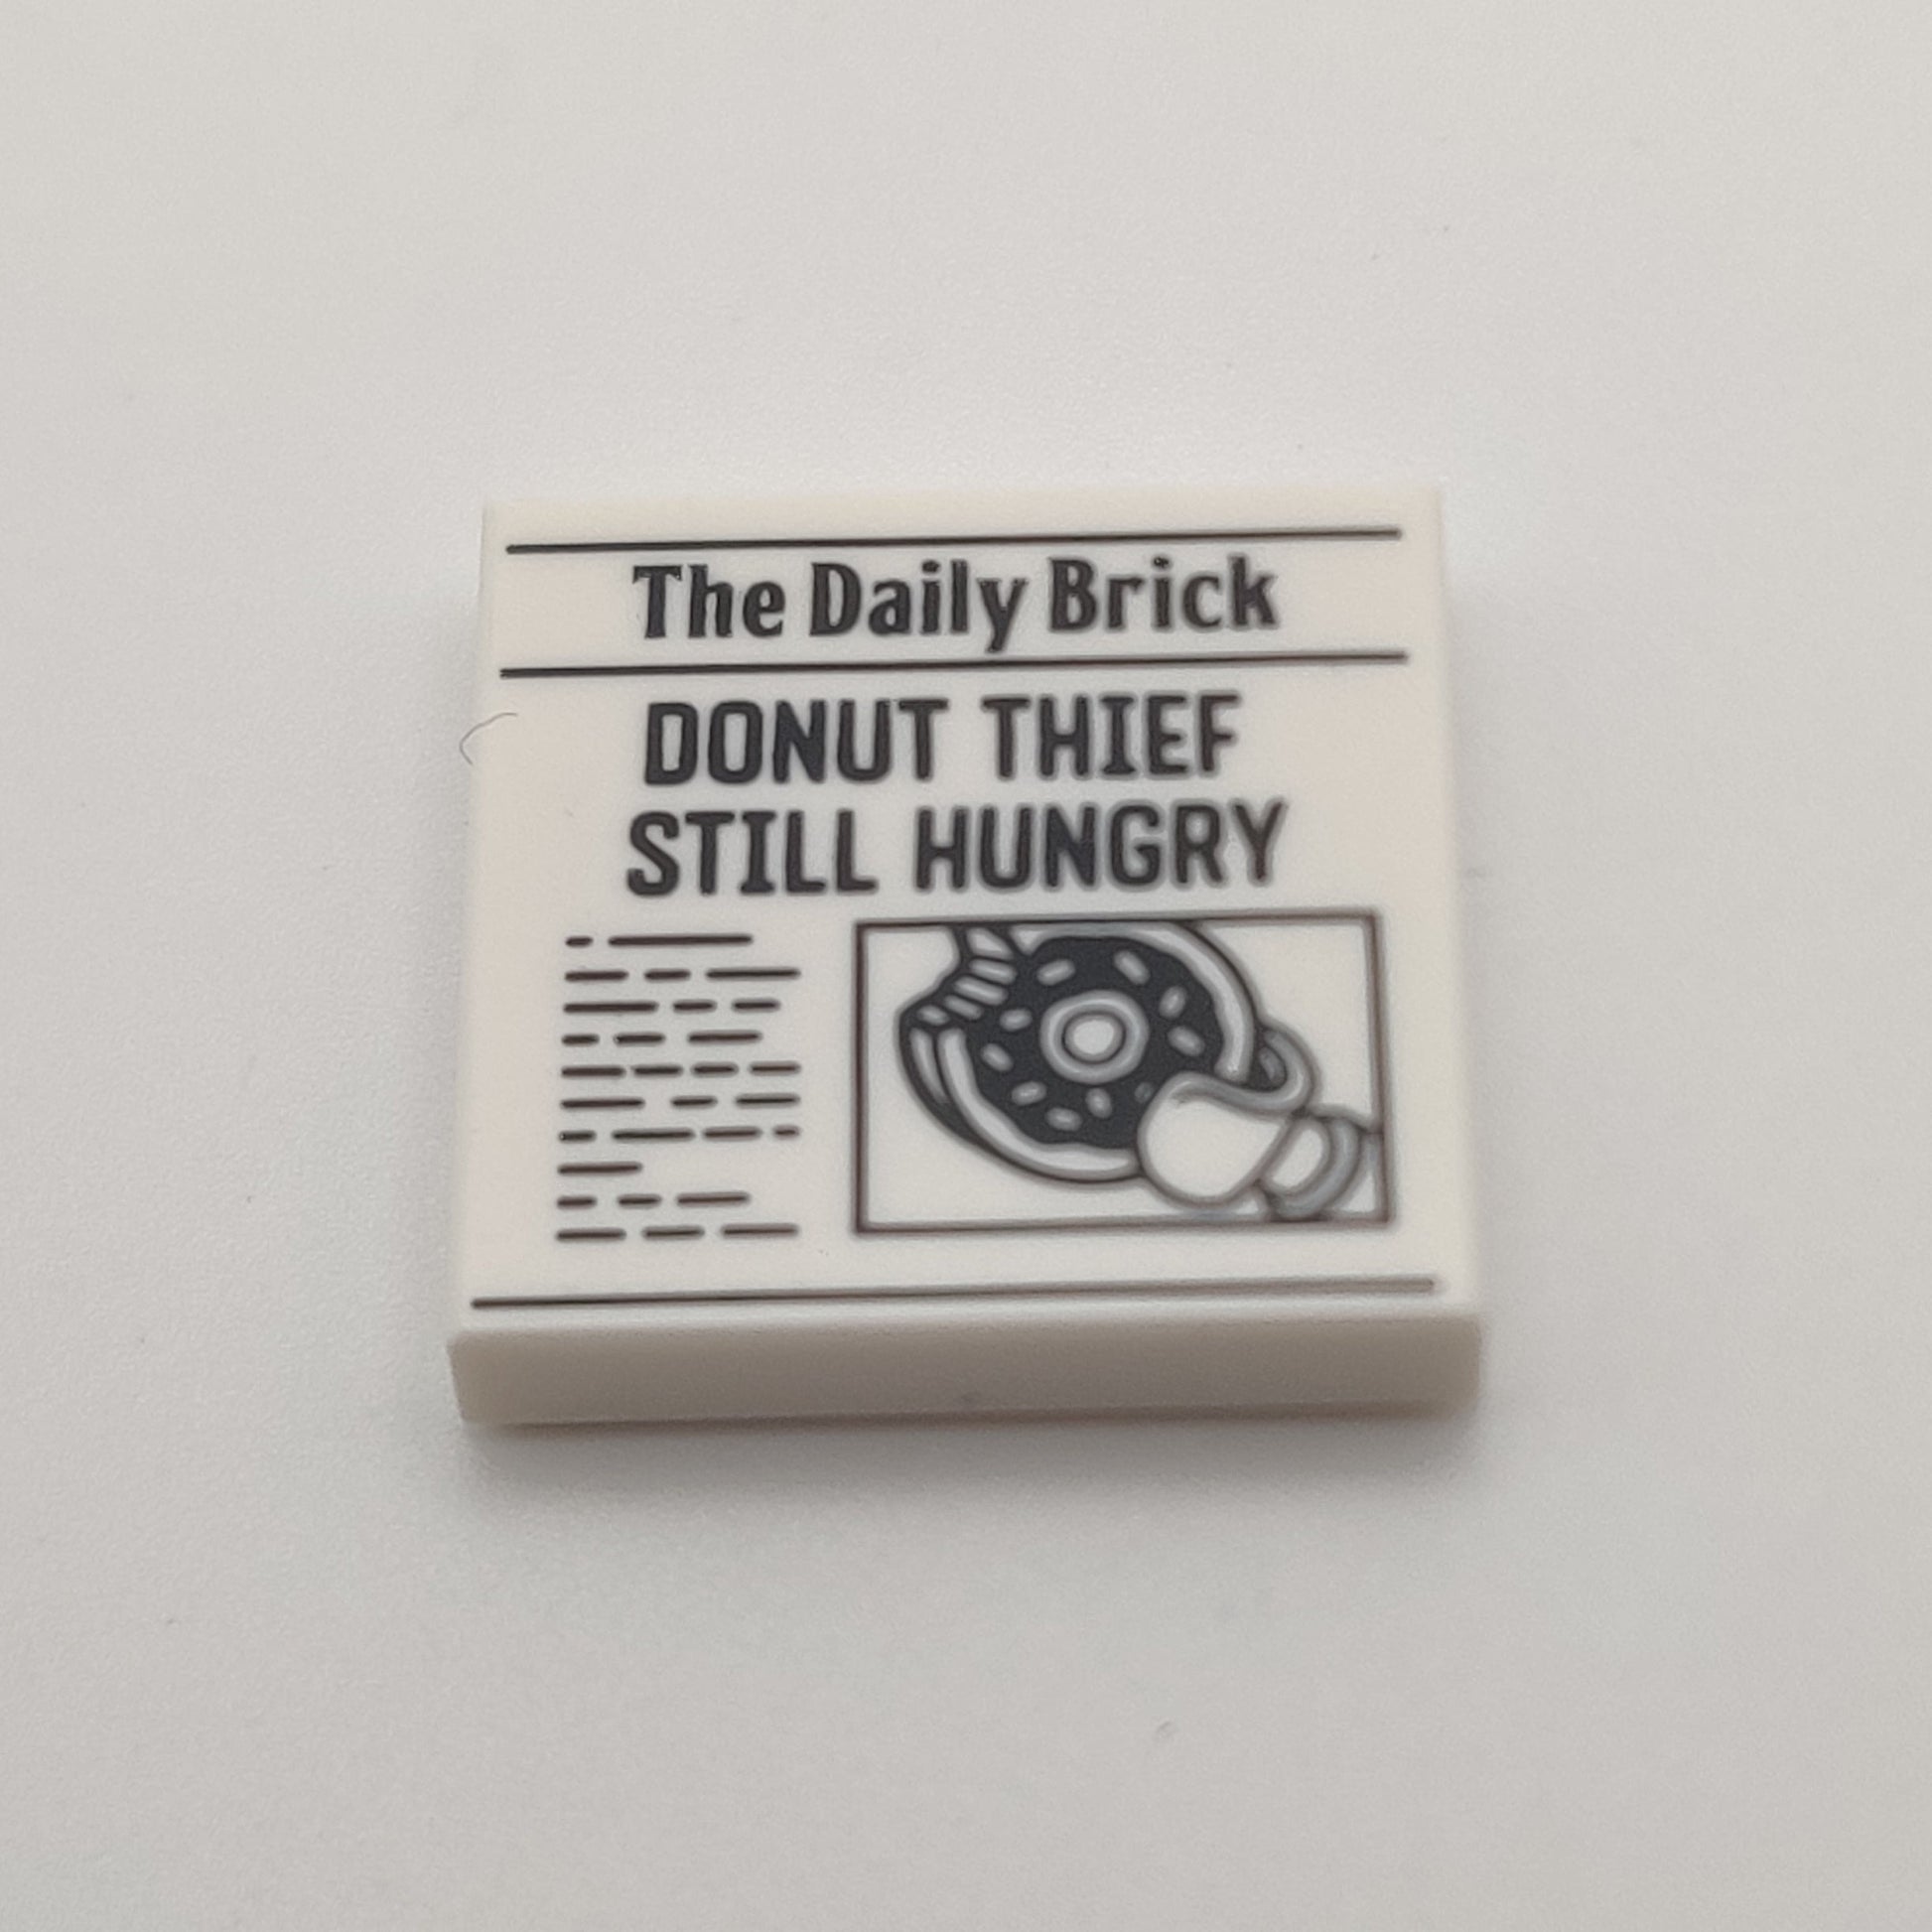 The Daily Brick
DONUT THIEF
STILL HUNGRY